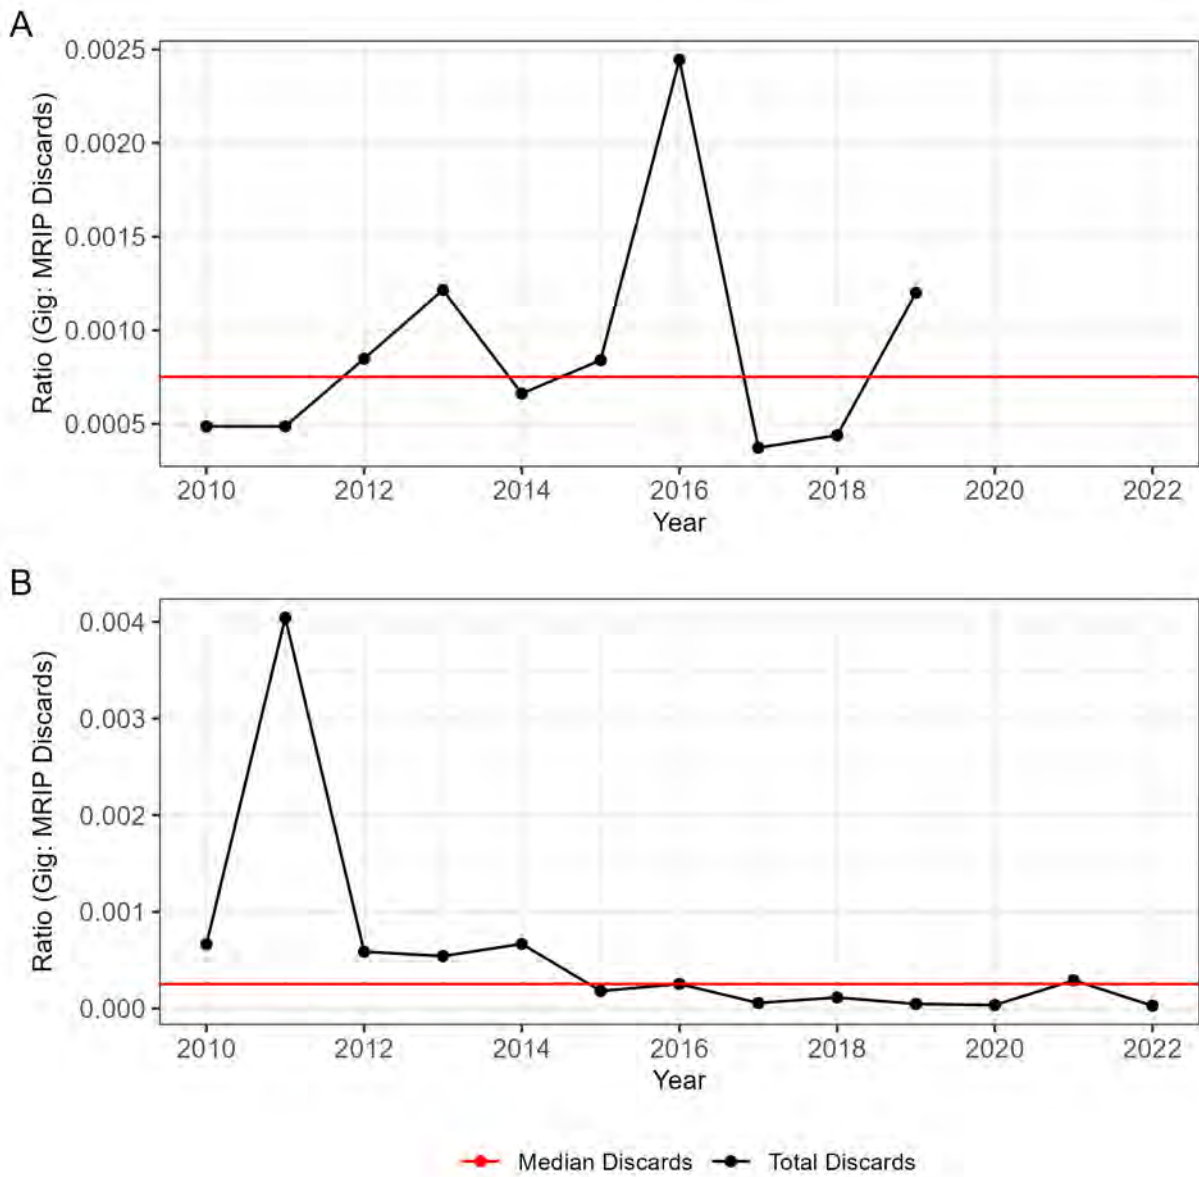 A
Ratio (Gig: MRIP Discards)
0.0025
0.0020
0.0015
0.0010
0.0005
2010 2012 2014 2016 2018 2020 2022
Year
B
Ratio (Gig: MRIP Discards)
0.004
0.003
0.002
0.001
0.000
2010 2012 2014 2016 2018 2020 2022
Year
Median Discards Total Discards